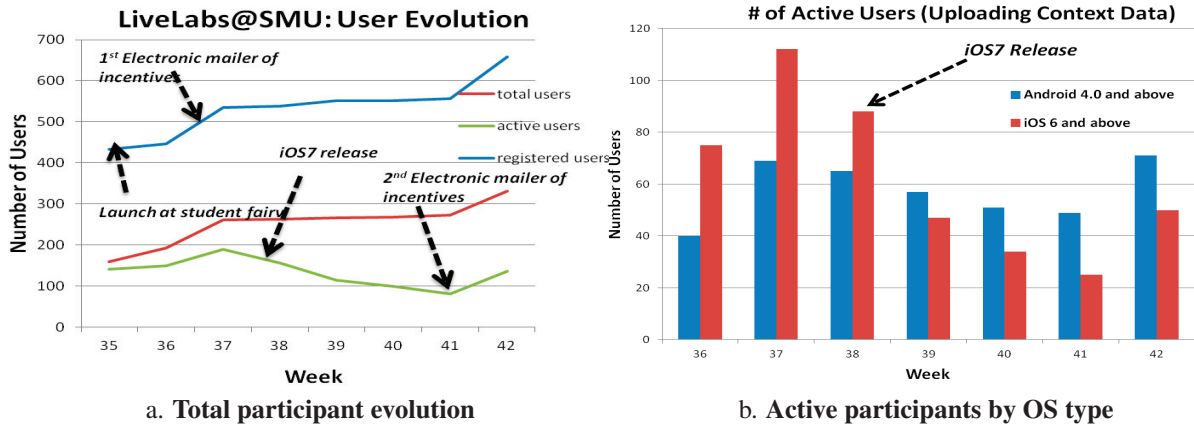 LiveLabs@SMU: User Evolution
700
600
500
400
300
200
100
0
Number of Users
1st Electronic mailer of
incentives
total users
active users
registered users
iOS7 release
2nd Electronic mailer of
incentives
Launch at student fair
35 36 37 38 39 40 41 42
Week
a. Total participant evolution
# of Active Users (Uploading Context Data)
120
100
80
60
40
20
0
Number of Users
iOS7 Release
Android 4.0 and above
iOS 6 and above
36 37 38 39 40 41 42
Week
b. Active participants by OS type